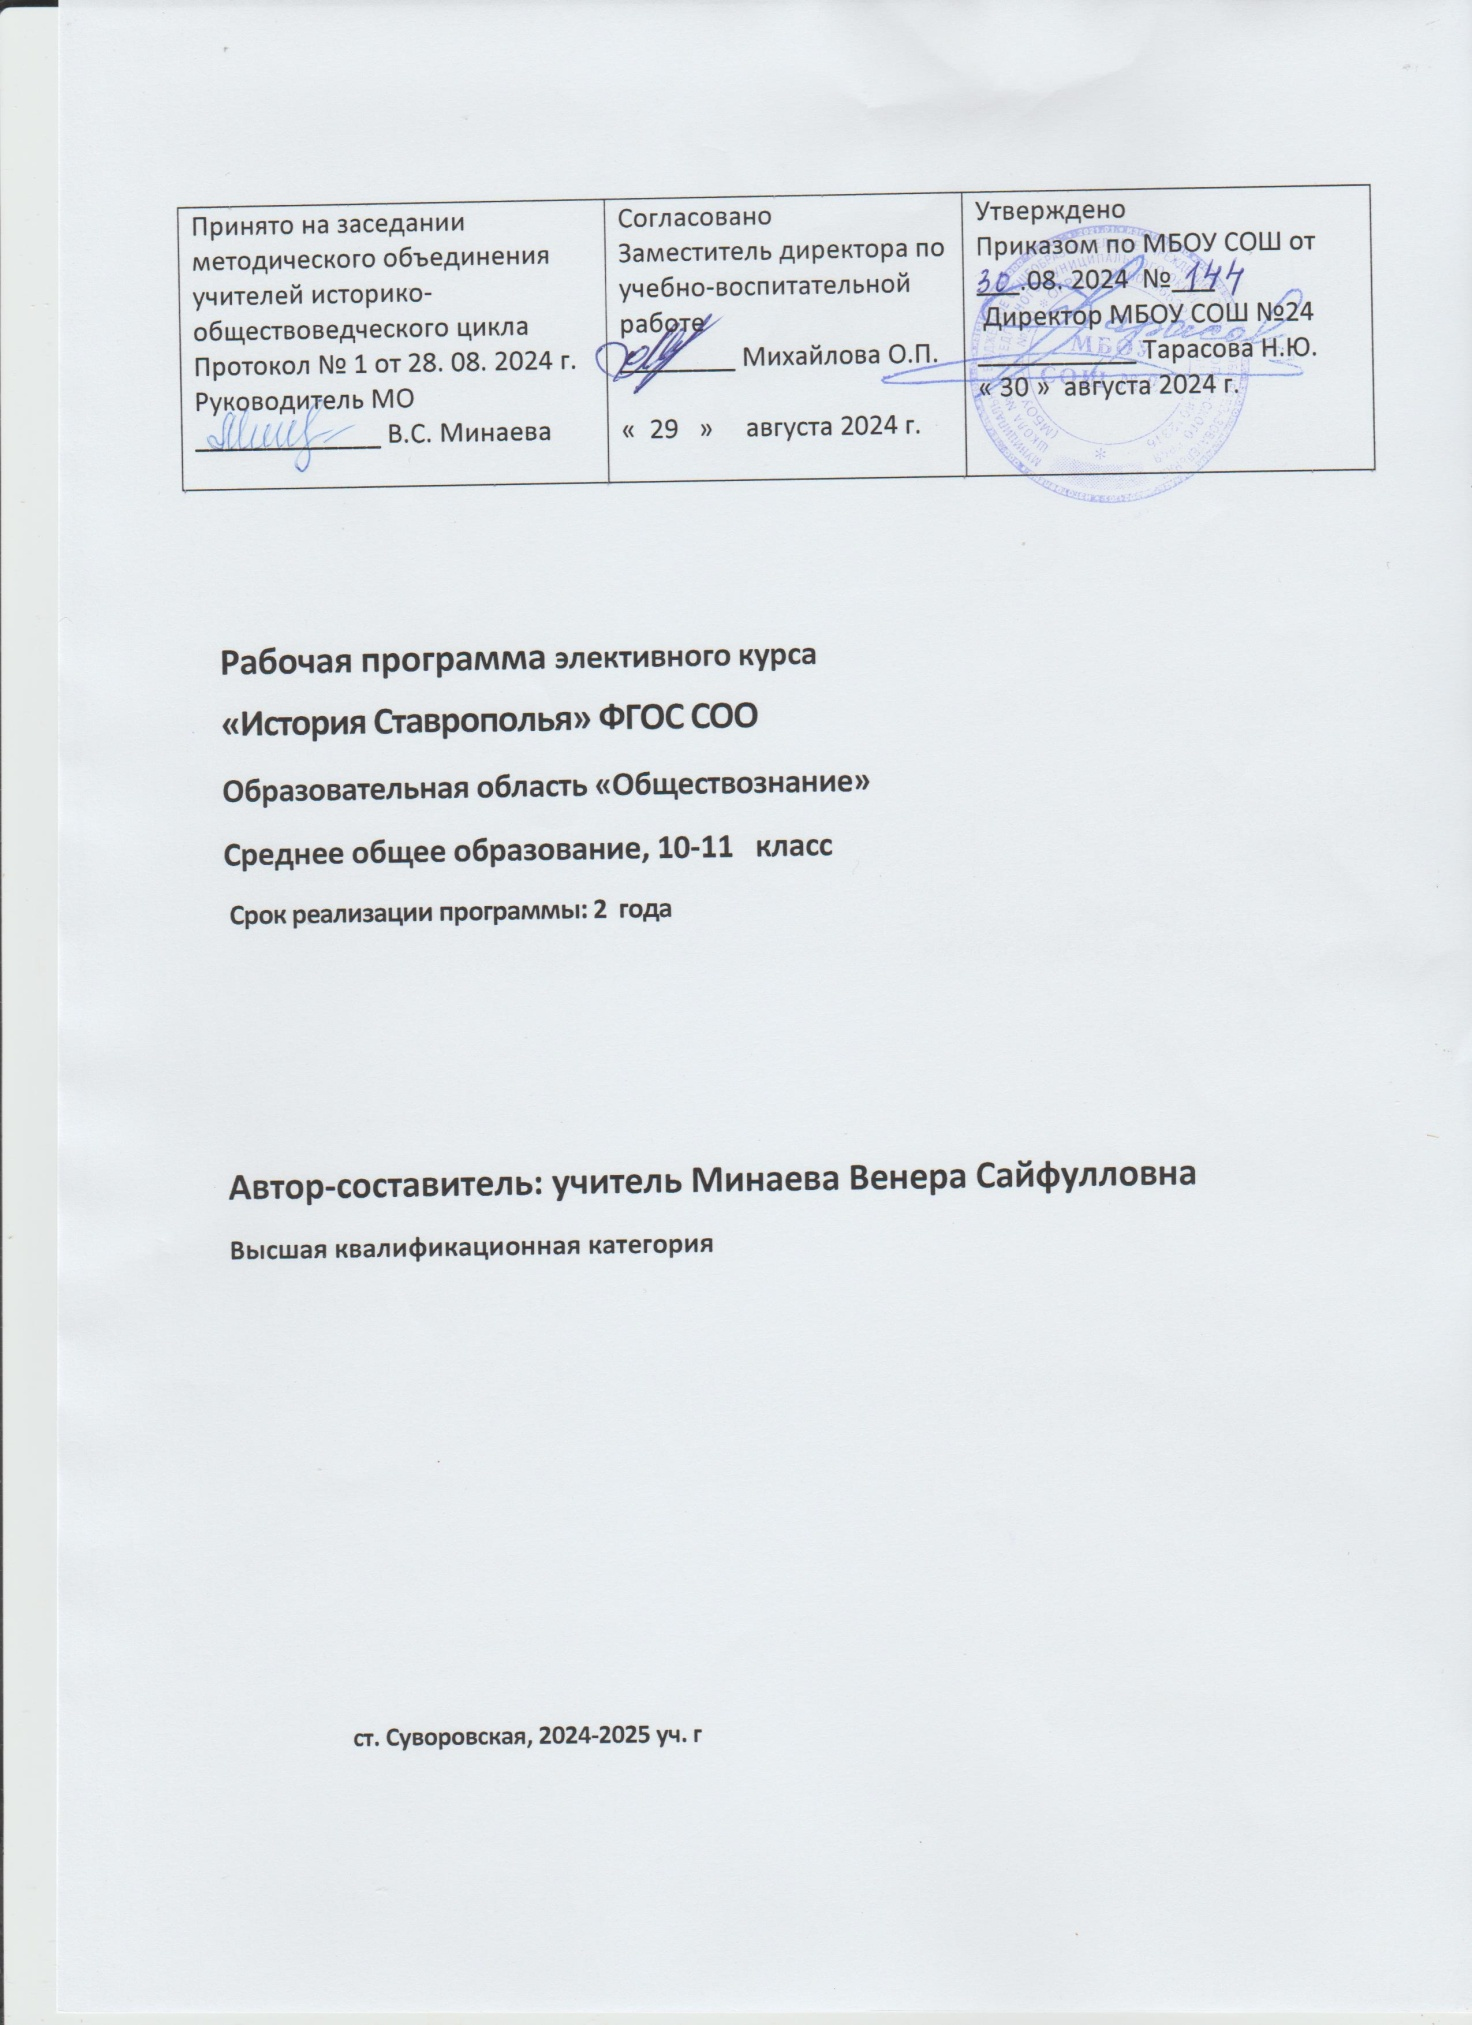 Принято на заседании
методического объединения
учителей историко-
обществоведческого цикла
Протокол № 1 от 28. 08. 2024 г.
Руководитель МО
______________ В.С. Минаева
Согласовано
Заместитель директора по
учебно-воспитательной
работе
_________ Михайлова О.П.
« 29 » августа 2024 г.
Утверждено
Приказом по МБОУ СОШ от
30.08. 2024 № 144
Директор МБОУ СОШ №24
____________Тарасова Н.Ю.
« 30 » августа 2024 г.
МБОУ
СОШ
Рабочая программа элективного курса
«История Ставрополья» ФГОС СОО
Образовательная область «Обществознание»
Среднее общее образование, 10-11 класс
Срок реализации программы: 2 года
Автор-составитель: учитель Минаева Венера Сайфулловна
Высшая квалификационная категория
ст. Суворовская, 2024-2025 уч. г